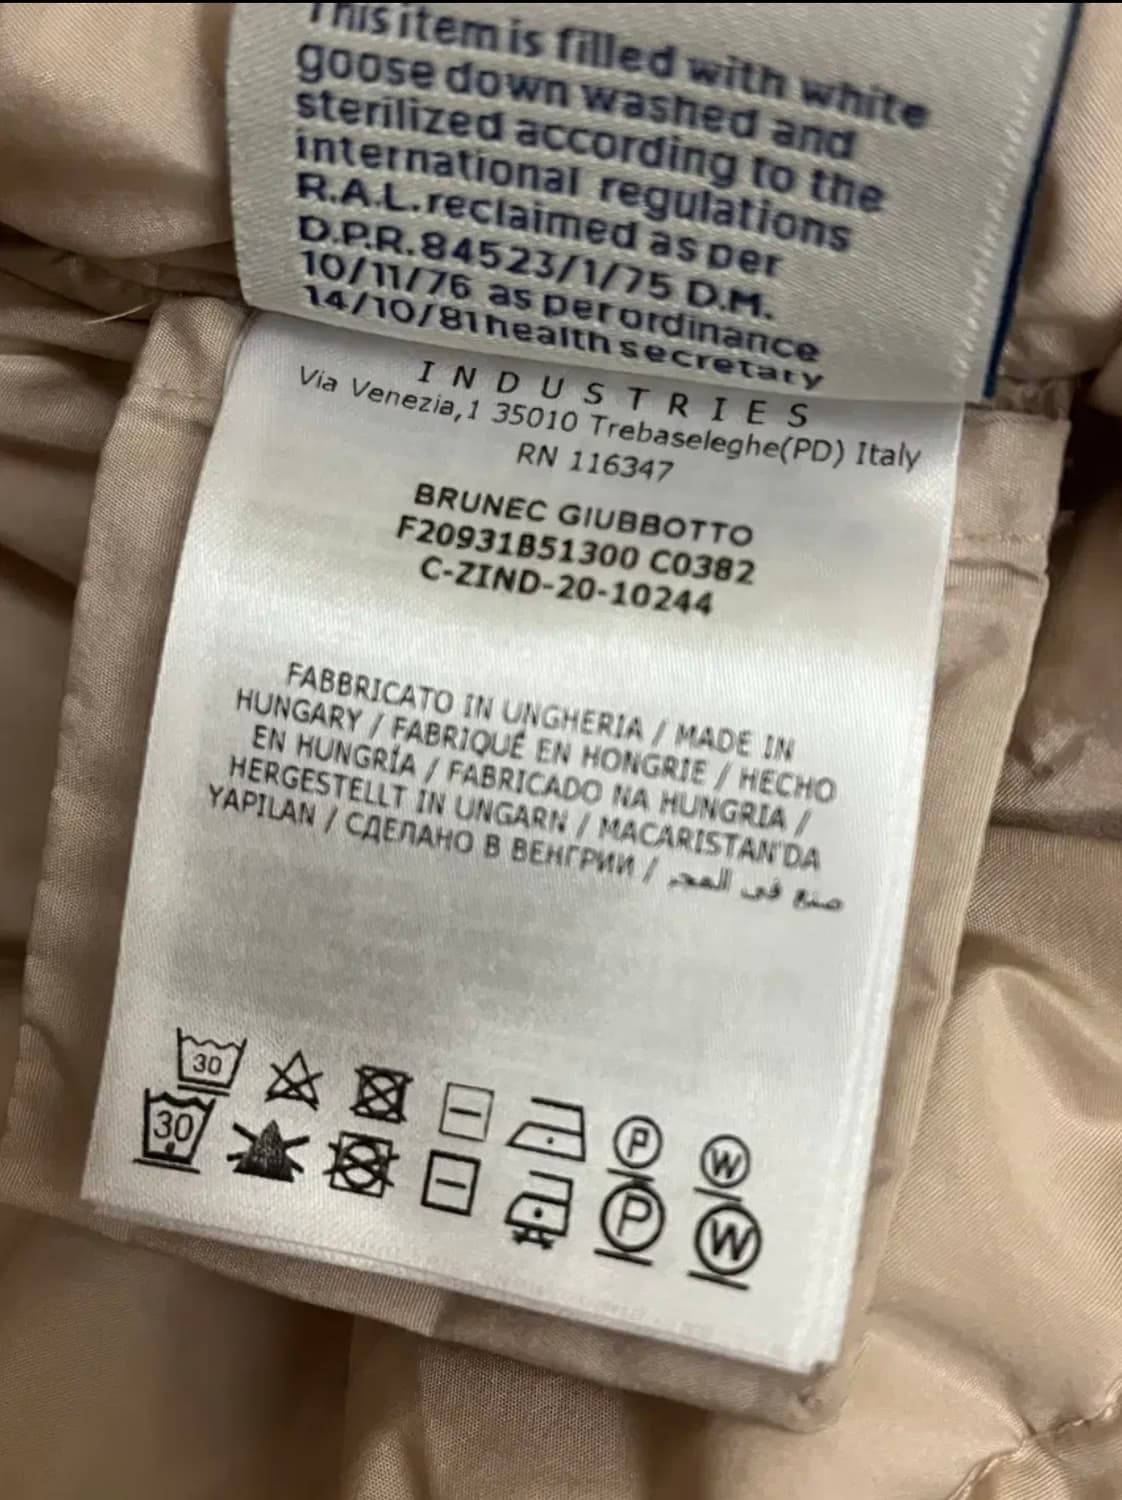 This item is filled with white
goose down washed and
sterilized according to the
international regulations
R.A.L. reclaimed as per
D.P.R. 84523/1/75 D.M.
10/11/76 as per ordinance
14/10/81 health secretary
INDUSTRIES
Via Venezia,1 35010 Trebaseleghe(PD) Italy
RN 116347
BRUNEC GIUBBOTTO
F20931B51300 C0382
C-ZIND-20-10244
FABBRICATO IN UNGHERIA / MADE IN
HUNGARY / FABRIQUÉ EN HONGRIE / HECHO
EN HUNGRÍA / FABRICADO NA HUNGRIA /
HERGESTELLT IN UNGARN / MACARISTAN'DA
YAPILAN / СДЕЛАНО В ВЕНГРИИ / صنع في المجر
30 P W
30 P W